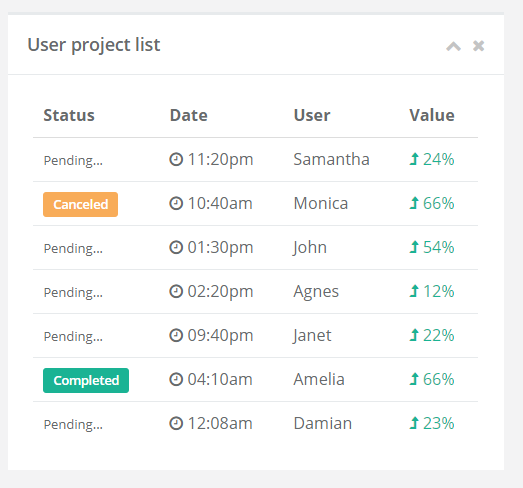 User project list
Status Date User Value
Pending... 11:20pm Samantha 24%
Canceled 10:40am Monica 66%
Pending... 01:30pm John 54%
Pending... 02:20pm Agnes 12%
Pending... 09:40pm Janet 22%
Completed 04:10am Amelia 66%
Pending... 12:08am Damian 23%